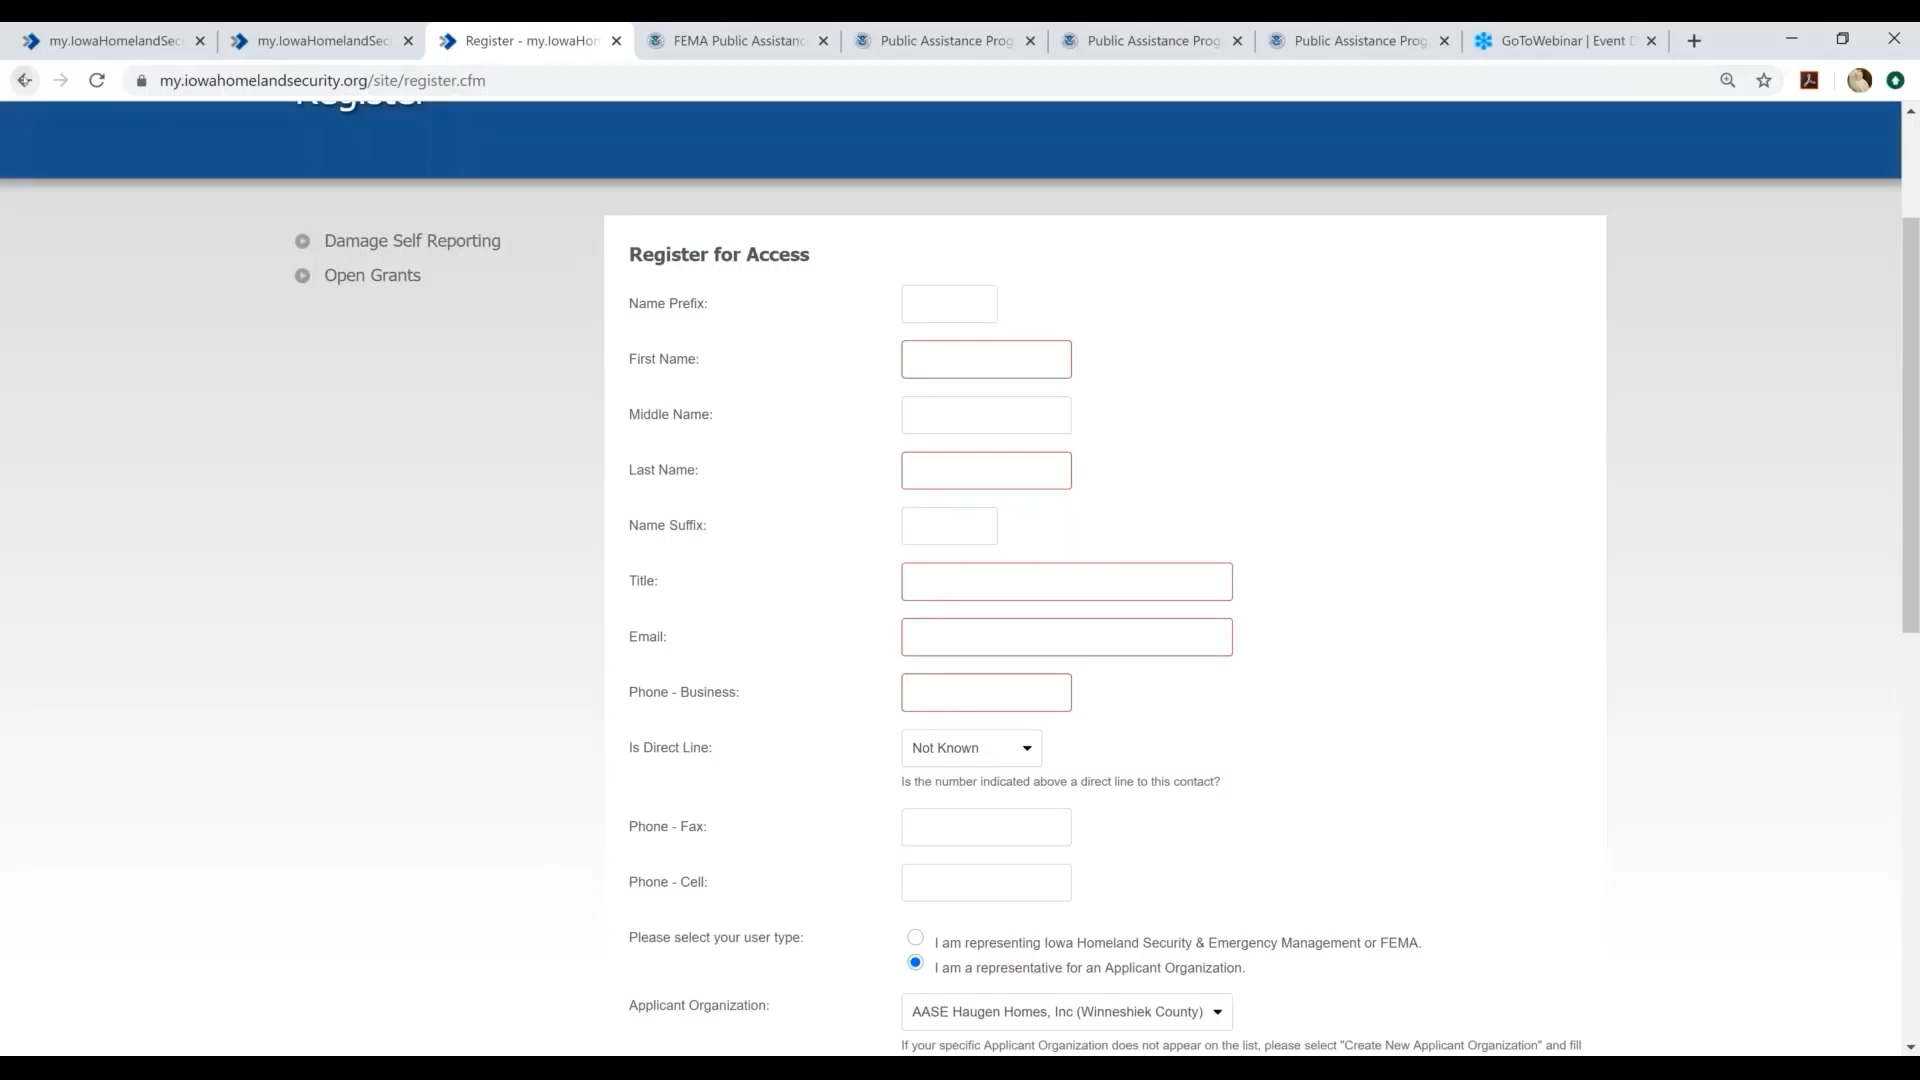 my.IowaHomelandSec
my.IowaHomelandSec
Register - my.IowaHom
FEMA Public Assistanc
Public Assistance Prog
Public Assistance Prog
Public Assistance Prog
GoToWebinar | Event D
my.iowahomelandsecurity.org/site/register.cfm
Register
Damage Self Reporting
Open Grants
Register for Access
Name Prefix:
First Name:
Middle Name:
Last Name:
Name Suffix:
Title:
Email:
Phone - Business:
Is Direct Line:
Not Known
Is the number indicated above a direct line to this contact?
Phone - Fax:
Phone - Cell:
Please select your user type:
I am representing Iowa Homeland Security & Emergency Management or FEMA.
I am a representative for an Applicant Organization.
Applicant Organization:
AASE Haugen Homes, Inc (Winneshiek County)
If your specific Applicant Organization does not appear on the list, please select "Create New Applicant Organization" and fill